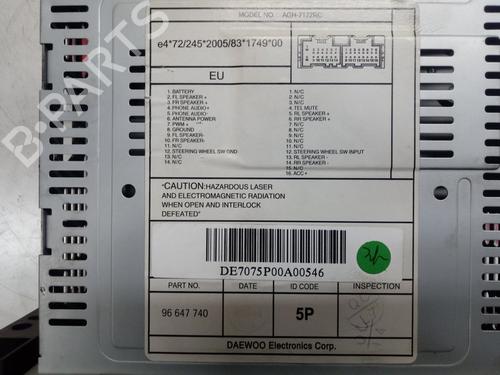 MODEL NO. AGH-7122RC
e4*72/245*2005/83*1749*00
EU
1. BATTERY
2. FL SPEAKER +
3. FR SPEAKER +
4. PHONE AUDIO+
5. PHONE AUDIO-
6. ANTENNA POWER
7. PWM +
8. GROUND
9. FL SPEAKER-
10. FR SPEAKER-
11. N/C
12. STEERING WHEEL SW GND
13. N/C
14. N/C
1. N/C
2. N/C
3. N/C
4. TEL MUTE
5. RL SPEAKER+
6. RR SPEAKER +
7. N/C
8. N/C
9. N/C
10. N/C
11. N/C
12. STEERING WHEEL SW INPUT
13. RL SPEAKER -
14. RR SPEAKER -
15. N/C
16. ACC +
"CAUTION:HAZARDOUS LASER
AND ELECTROMAGNETIC RADIATION
WHEN OPEN AND INTERLOCK
DEFEATED"
DE7075P00A00546
PART NO. DATE ID CODE INSPECTION
96 647 740 5P
DAEWOO Electronics Corp.
B-PARTS